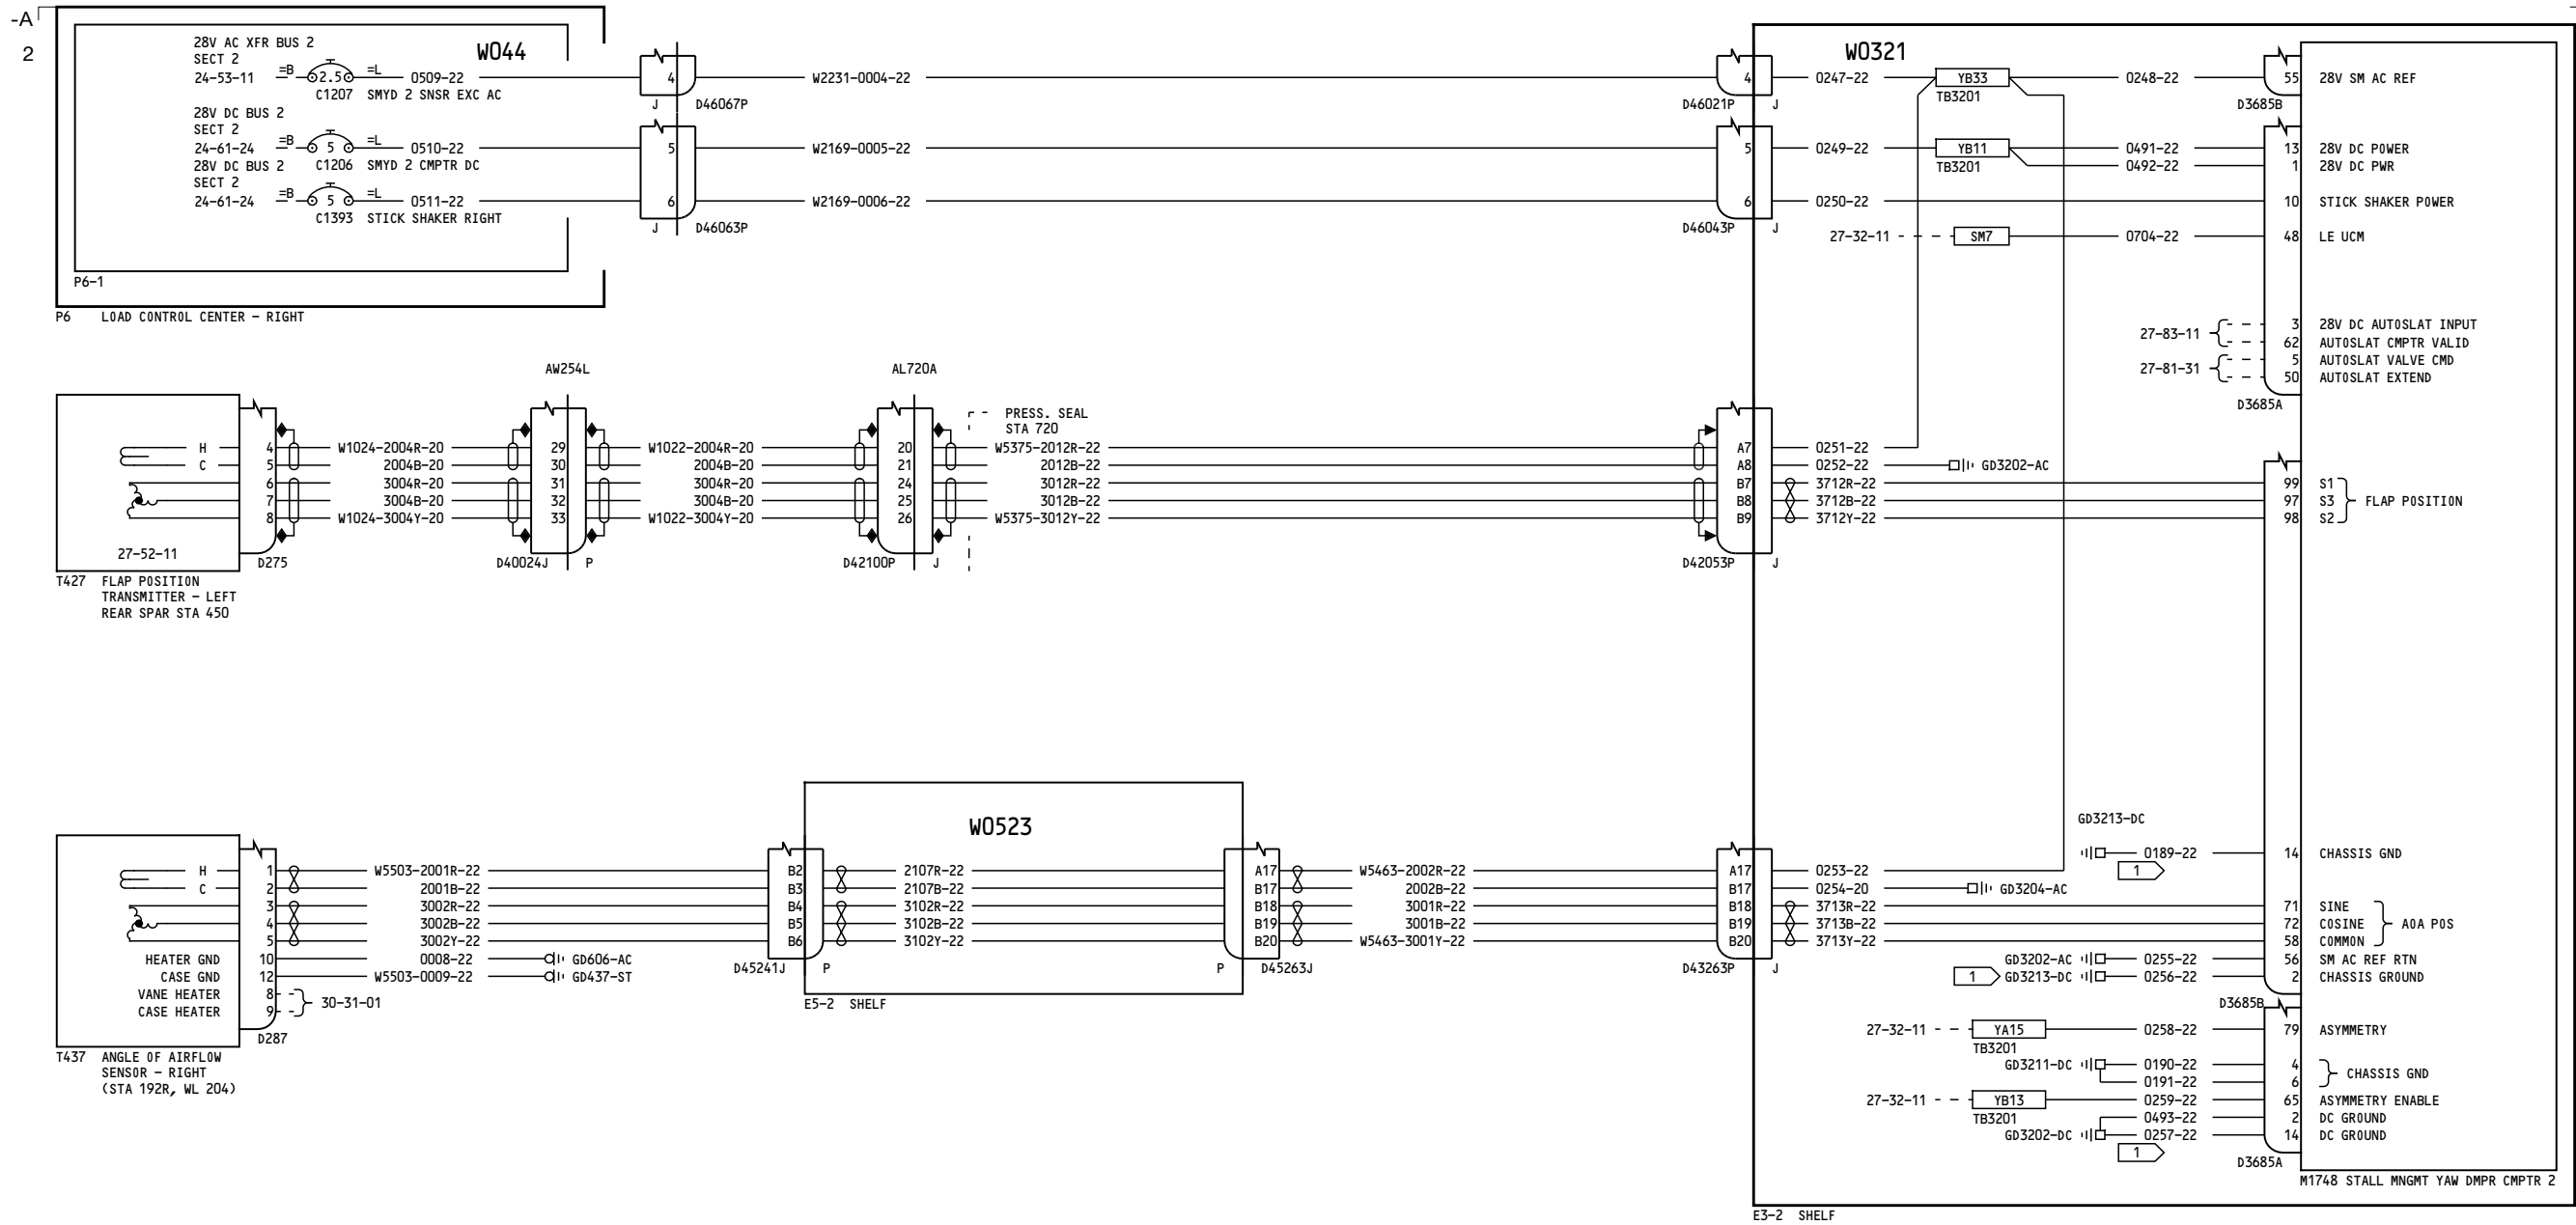 -A
2
28V AC XFR BUS 2
SECT 2
24-53-11 =B 2.5 =L 0509-22
C1207 SMYD 2 SNSR EXC AC
28V DC BUS 2
SECT 2
24-61-24 =B 5 =L 0510-22
28V DC BUS 2 C1206 SMYD 2 CMPTR DC
SECT 2
24-61-24 =B 5 =L 0511-22
C1393 STICK SHAKER RIGHT
W044
P6-1
P6 LOAD CONTROL CENTER - RIGHT
4 W2231-0004-22 4
J D46067P D46021P J
5 W2169-0005-22 5
6 W2169-0006-22 6
J D46063P D46043P J
W0321
0247-22 YB33 0248-22 55 28V SM AC REF
TB3201 D3685B
0249-22 YB11 0491-22 13 28V DC POWER
TB3201 0492-22 1 28V DC PWR
0250-22 10 STICK SHAKER POWER
27-32-11 SM7 0704-22 48 LE UCM
27-83-11 3 28V DC AUTOSLAT INPUT
62 AUTOSLAT CMPTR VALID
27-81-31 5 AUTOSLAT VALVE CMD
50 AUTOSLAT EXTEND
D3685A
AW254L AL720A
PRESS. SEAL
STA 720
H 4 W1024-2004R-20 29 W1022-2004R-20 20 W5375-2012R-22 A7 0251-22
C 5 2004B-20 30 2004B-20 21 2012B-22 A8 0252-22 GD3202-AC
6 3004R-20 31 3004R-20 24 3012R-22 B7 3712R-22 99 S1
7 3004B-20 32 3004B-20 25 3012B-22 B8 3712B-22 97 S3 FLAP POSITION
8 W1024-3004Y-20 33 W1022-3004Y-20 26 W5375-3012Y-22 B9 3712Y-22 98 S2
27-52-11 D275 D40024J P D42100P J D42053P J
T427 FLAP POSITION
TRANSMITTER - LEFT
REAR SPAR STA 450
W0523
GD3213-DC
0189-22 14 CHASSIS GND
1
H 1 W5503-2001R-22 B2 2107R-22 A17 W5463-2002R-22 A17 0253-22
C 2 2001B-22 B3 2107B-22 B17 2002B-22 B17 0254-20 GD3204-AC
3 3002R-22 B4 3102R-22 B18 3001R-22 B18 3713R-22 71 SINE
4 3002B-22 B5 3102B-22 B19 3001B-22 B19 3713B-22 72 COSINE AOA POS
5 3002Y-22 B6 3102Y-22 B20 W5463-3001Y-22 B20 3713Y-22 58 COMMON
HEATER GND 10 0008-22 GD606-AC D45241J P P D45263J D43263P J GD3202-AC 0255-22 56 SM AC REF RTN
CASE GND 12 W5503-0009-22 GD437-ST 1 GD3213-DC 0256-22 2 CHASSIS GROUND
VANE HEATER 8 30-31-01
CASE HEATER 9
E5-2 SHELF
D287
T437 ANGLE OF AIRFLOW
SENSOR - RIGHT
(STA 192R, WL 204)
D3685B
27-32-11 YA15 0258-22 79 ASYMMETRY
TB3201
GD3211-DC 0190-22 4 CHASSIS GND
0191-22 6
27-32-11 YB13 0259-22 65 ASYMMETRY ENABLE
TB3201 0493-22 2 DC GROUND
GD3202-DC 0257-22 14 DC GROUND
1
D3685A
M1748 STALL MNGMT YAW DMPR CMPTR 2
E3-2 SHELF